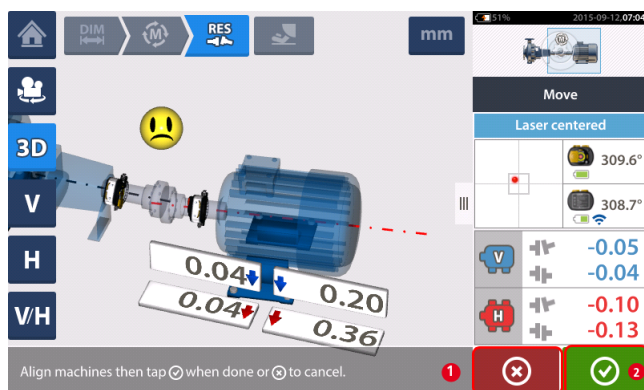 DIM
M
RES
mm
51%
2015-09-12,07:04
Move
Laser centered
309.6°
308.7°
3D
V
H
V/H
0.04
0.20
0.04
0.36
V
-0.05
-0.04
H
-0.10
-0.13
Align machines then tap when done or to cancel.
1
2